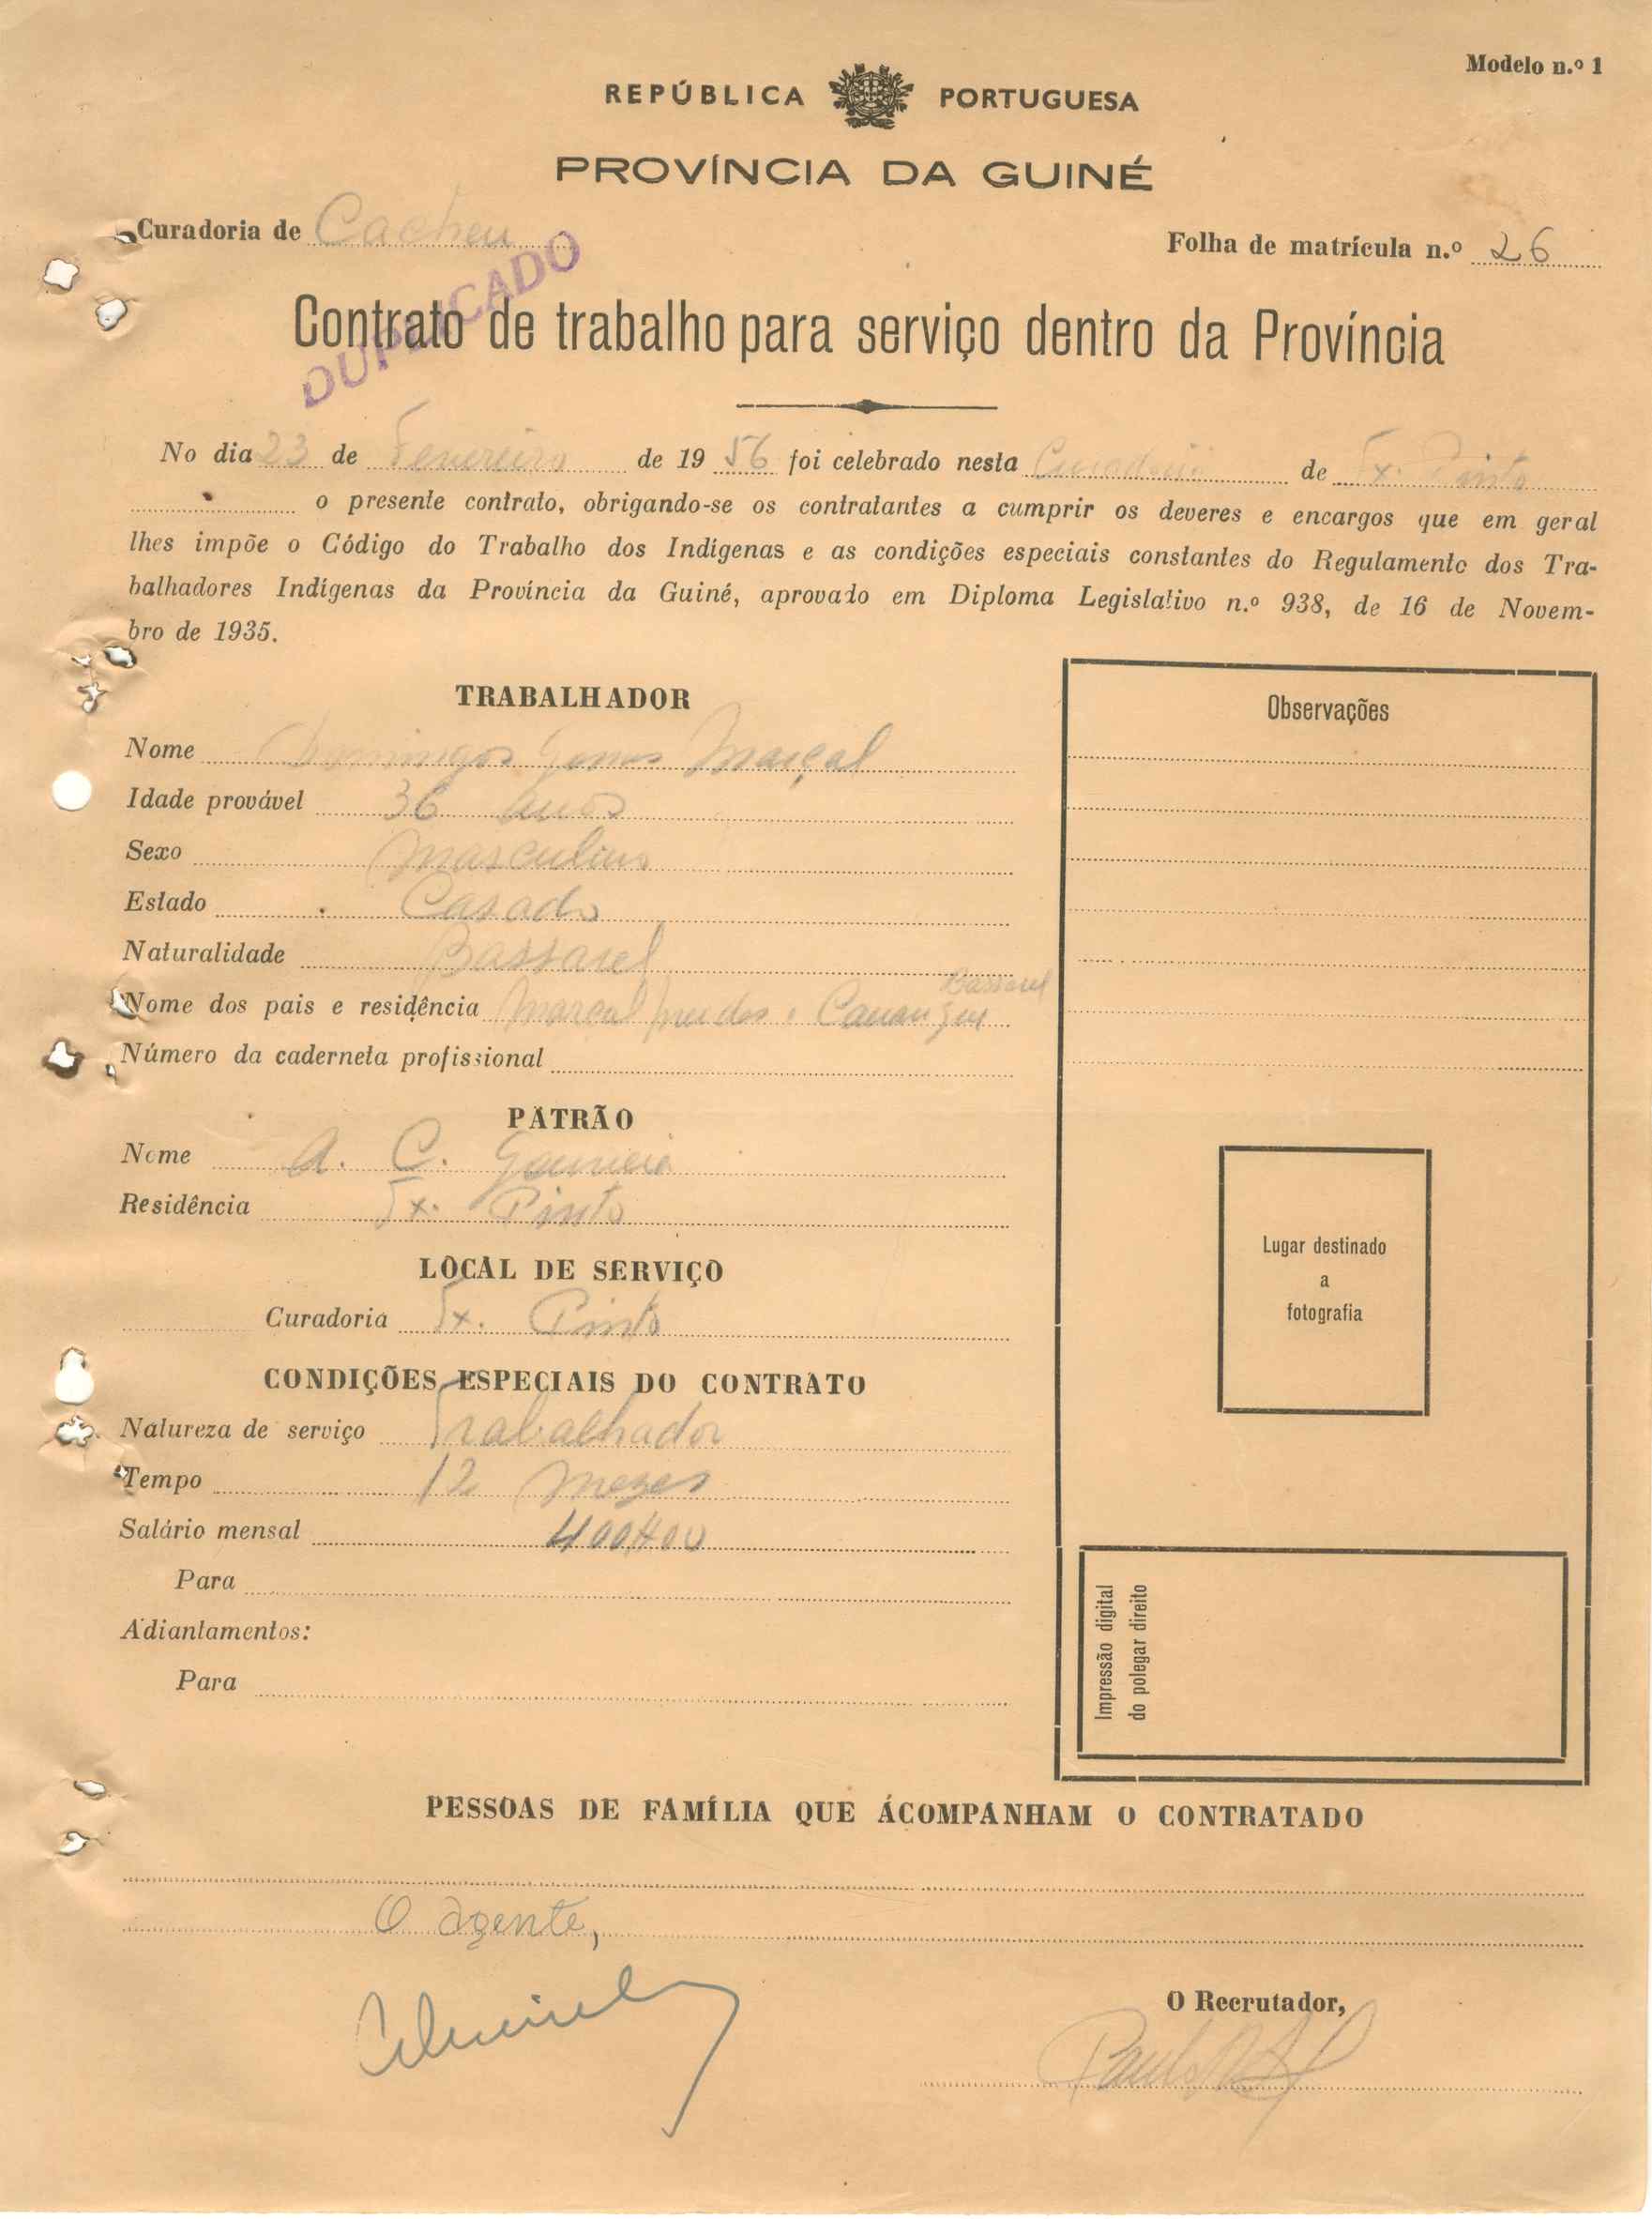 Modelo n.º 1
REPÚBLICA PORTUGUESA
PROVÍNCIA DA GUINÉ
Curadoria de Cacheu
Folha de matrícula n.º 26
DUPLICADO
Contrato de trabalho para serviço dentro da Província
No dia 23 de Fevereiro de 1956 foi celebrado nesta Curadoria de Tx. Pinto
o presente contrato, obrigando-se os contratantes a cumprir os deveres e encargos que em geral
lhes impõe o Código do Trabalho dos Indígenas e as condições especiais constantes do Regulamento dos Tra-
balhadores Indígenas da Província da Guiné, aprovado em Diploma Legislativo n.º 938, de 16 de Novem-
bro de 1935.
TRABALHADOR
Nome Domingos Gomes Marçal
Idade provável 36 anos
Sexo Masculino
Estado Casado
Naturalidade Bassarel
Bassarel
Nome dos pais e residência Marçal Mendes e
Número da caderneta profissional
PATRÃO
Nome A. C. Gouveia
Residência Tx. Pinto
LOCAL DE SERVIÇO
Curadoria Tx. Pinto
CONDIÇÕES ESPECIAIS DO CONTRATO
Natureza de serviço Trabalhador
Tempo 12 mezes
Salário mensal 400$00
Para
Adiantamentos:
Para
Observações
Lugar destinado
a
fotografia
Impressão digital
do polegar direito
PESSOAS DE FAMÍLIA QUE ACOMPANHAM O CONTRATADO
O agente,
O Recrutador,